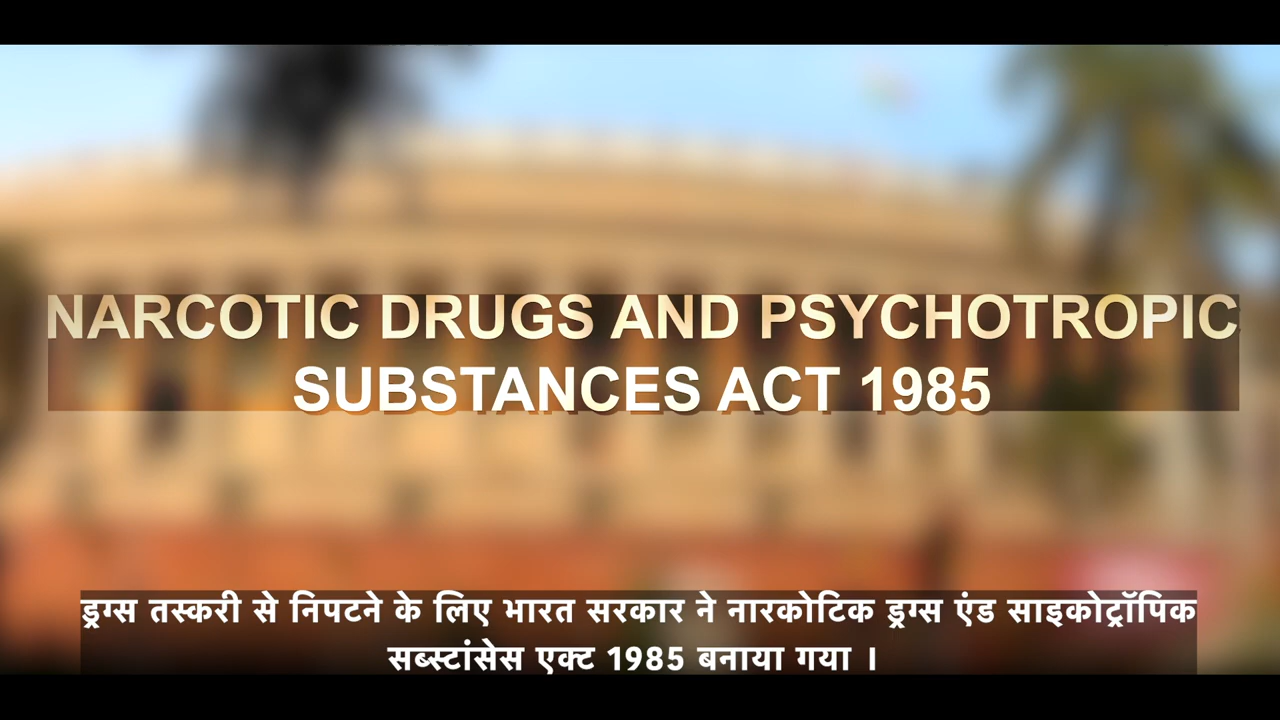 NARCOTIC DRUGS AND PSYCHOTROPIC
SUBSTANCES ACT 1985
ड्रग्स तस्करी से निपटने के लिए भारत सरकार ने नारकोटिक ड्रग्स एंड साइकोट्रॉपिक
सब्स्टांसेस एक्ट 1985 बनाया गया ।